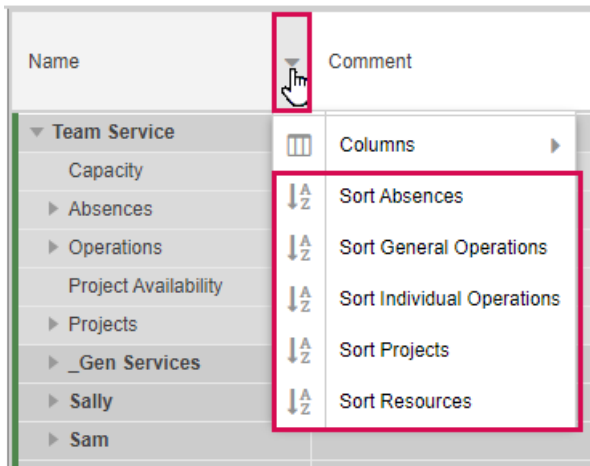 Name
Comment
Team Service
Capacity
Absences
Operations
Project Availability
Projects
_Gen Services
Sally
Sam
Columns
A
Z
Sort Absences
A
Z
Sort General Operations
A
Z
Sort Individual Operations
A
Z
Sort Projects
A
Z
Sort Resources